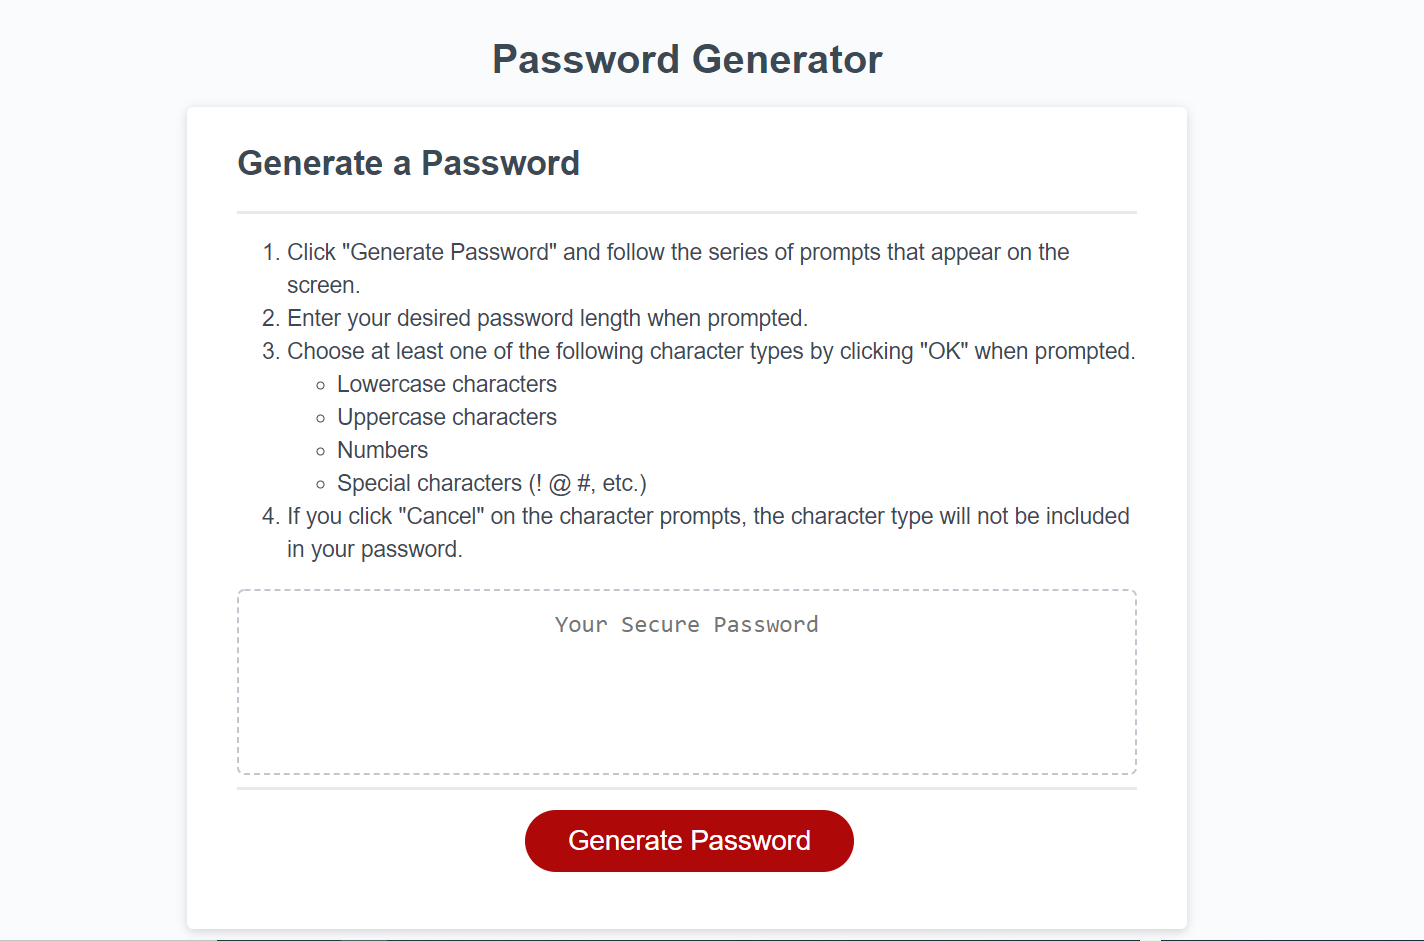 Password Generator
Generate a Password
1. Click "Generate Password" and follow the series of prompts that appear on the
screen.
2. Enter your desired password length when prompted.
3. Choose at least one of the following character types by clicking "OK" when prompted.
Lowercase characters
Uppercase characters
Numbers
Special characters (! @ #, etc.)
4. If you click "Cancel" on the character prompts, the character type will not be included
in your password.
Your Secure Password
Generate Password